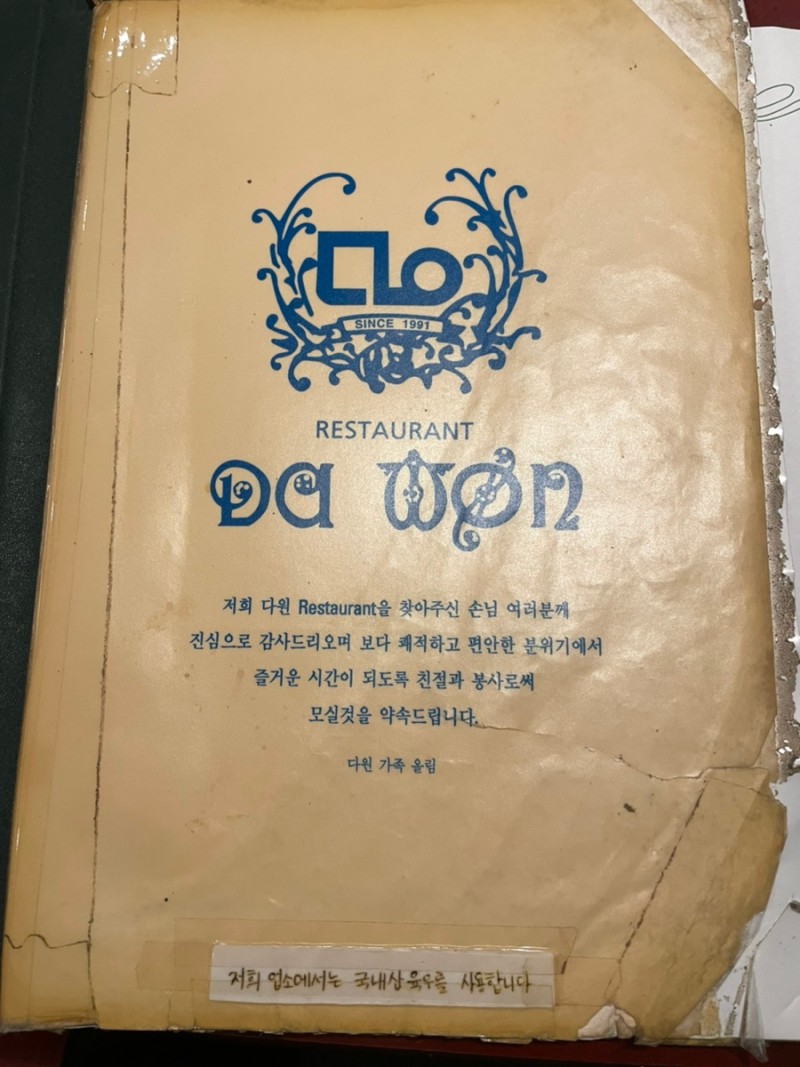 SINCE 1991
RESTAURANT
DA WON
저희 다원 Restaurant을 찾아주신 손님 여러분께
진심으로 감사드리오며 보다 쾌적하고 편안한 분위기에서
즐거운 시간이 되도록 친절과 봉사로써
모실것을 약속드립니다.
다원 가족 올림
저희 업소에서는 국내산 육우를 사용합니다